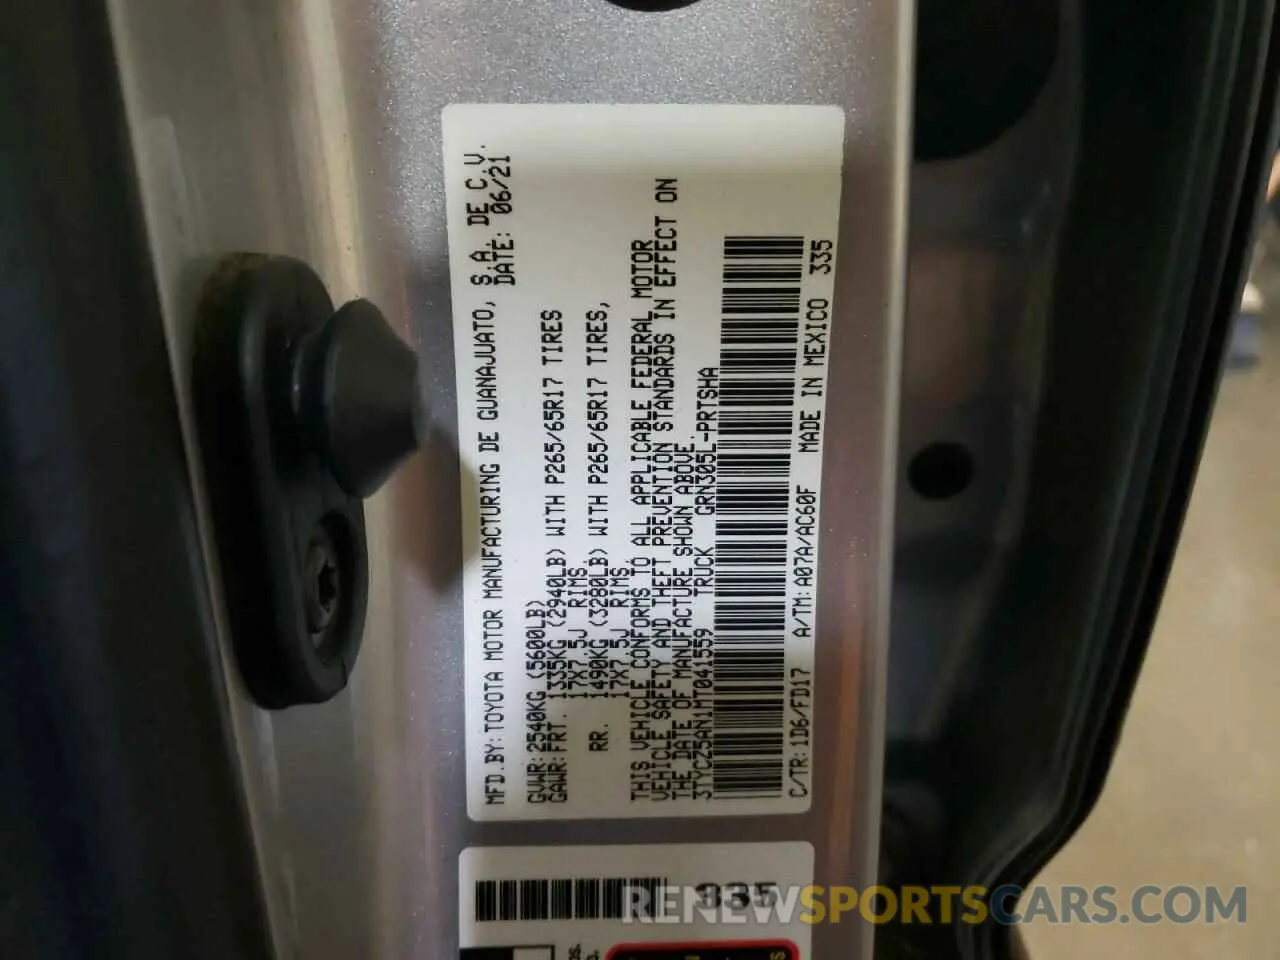 MFD.BY:TOYOTA MOTOR MANUFACTURING DE GUANAJUATO, S.A. DE C.V.
DATE: 06/21
GVWR:2540KG (5600LB)
GAWR:FRT. 1335KG (2940LB) WITH P265/65R17 TIRES
17X7.5J RIMS,
RR. 1490KG (3280LB) WITH P265/65R17 TIRES,
17X7.5J RIMS.
THIS VEHICLE CONFORMS TO ALL APPLICABLE FEDERAL MOTOR
VEHICLE SAFETY AND THEFT PREVENTION STANDARDS IN EFFECT ON
THE DATE OF MANUFACTURE SHOWN ABOVE.
3TYCZ5AN1MT041559 TRUCK GRN305L-PRTSHA
C/TR:1D6/FD17 A/TM:A07A/AC60F MADE IN MEXICO 335
335
RENEWSPORTSCARS.COM